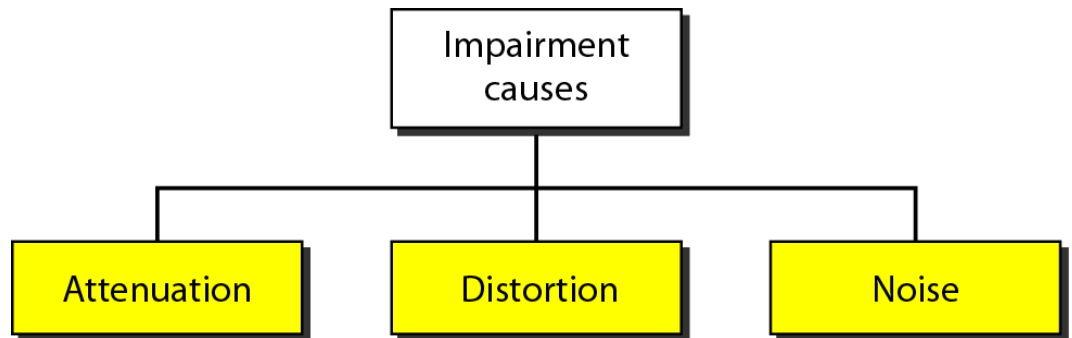 Impairment
causes
Attenuation
Distortion
Noise